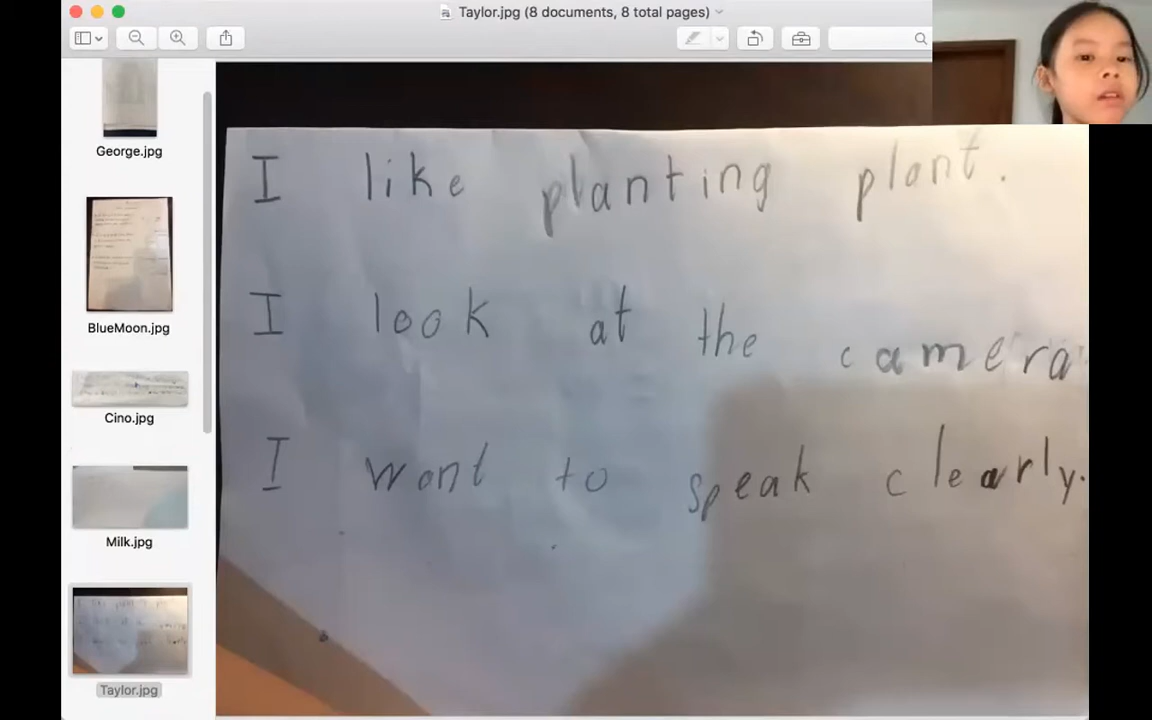 Taylor.jpg (8 documents, 8 total pages)
George.jpg
BlueMoon.jpg
Cino.jpg
Milk.jpg
Taylor.jpg
I like planting plant.
I look at the camera
I want to speak clearly.